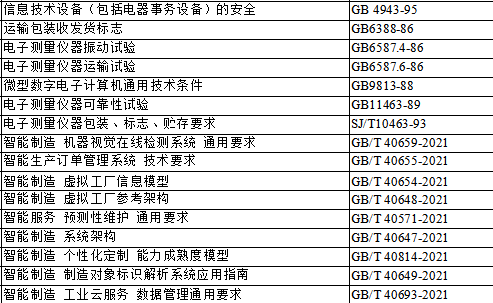 信息技术设备（包括电器事务设备）的安全 GB 4943-95
运输包装收发货标志 GB6388-86
电子测量仪器振动试验 GB6587.4-86
电子测量仪器运输试验 GB6587.6-86
微型数字电子计算机通用技术条件 GB9813-88
电子测量仪器可靠性试验 GB11463-89
电子测量仪器包装、标志、贮存要求 SJ/T10463-93
智能制造 机器视觉在线检测系统 通用要求 GB/T 40659-2021
智能生产订单管理系统 技术要求 GB/T 40655-2021
智能制造 虚拟工厂信息模型 GB/T 40654-2021
智能制造 虚拟工厂参考架构 GB/T 40648-2021
智能服务 预测性维护 通用要求 GB/T 40571-2021
智能制造 系统架构 GB/T 40647-2021
智能制造 个性化定制 能力成熟度模型 GB/T 40814-2021
智能制造 制造对象标识解析系统应用指南 GB/T 40649-2021
智能制造 工业云服务 数据管理通用要求 GB/T 40693-2021